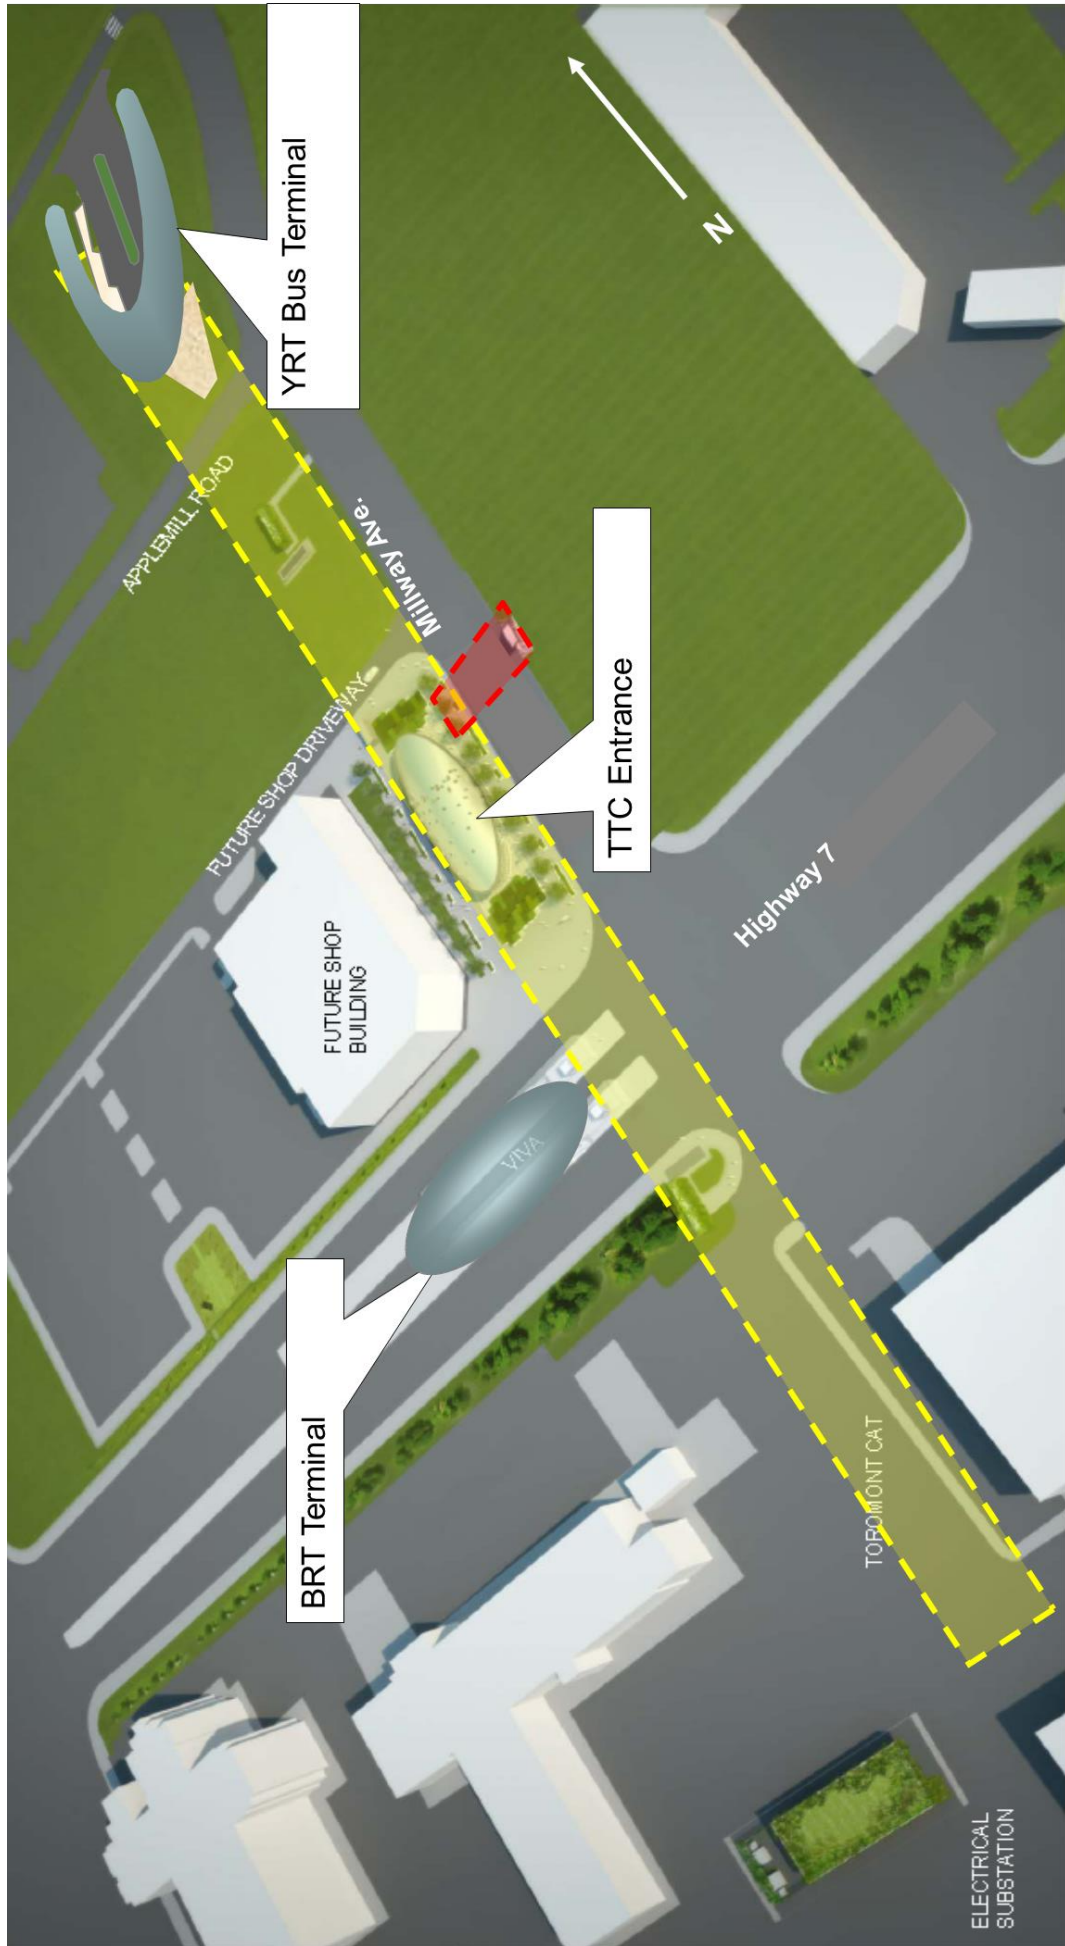 YRT Bus Terminal
APPLEMILL ROAD
Millway Ave.
N
FUTURE SHOP DRIVEWAY
TTC Entrance
FUTURE SHOP
BUILDING
Highway 7
VIVA
BRT Terminal
TOROMONT CAT
ELECTRICAL
SUBSTATION